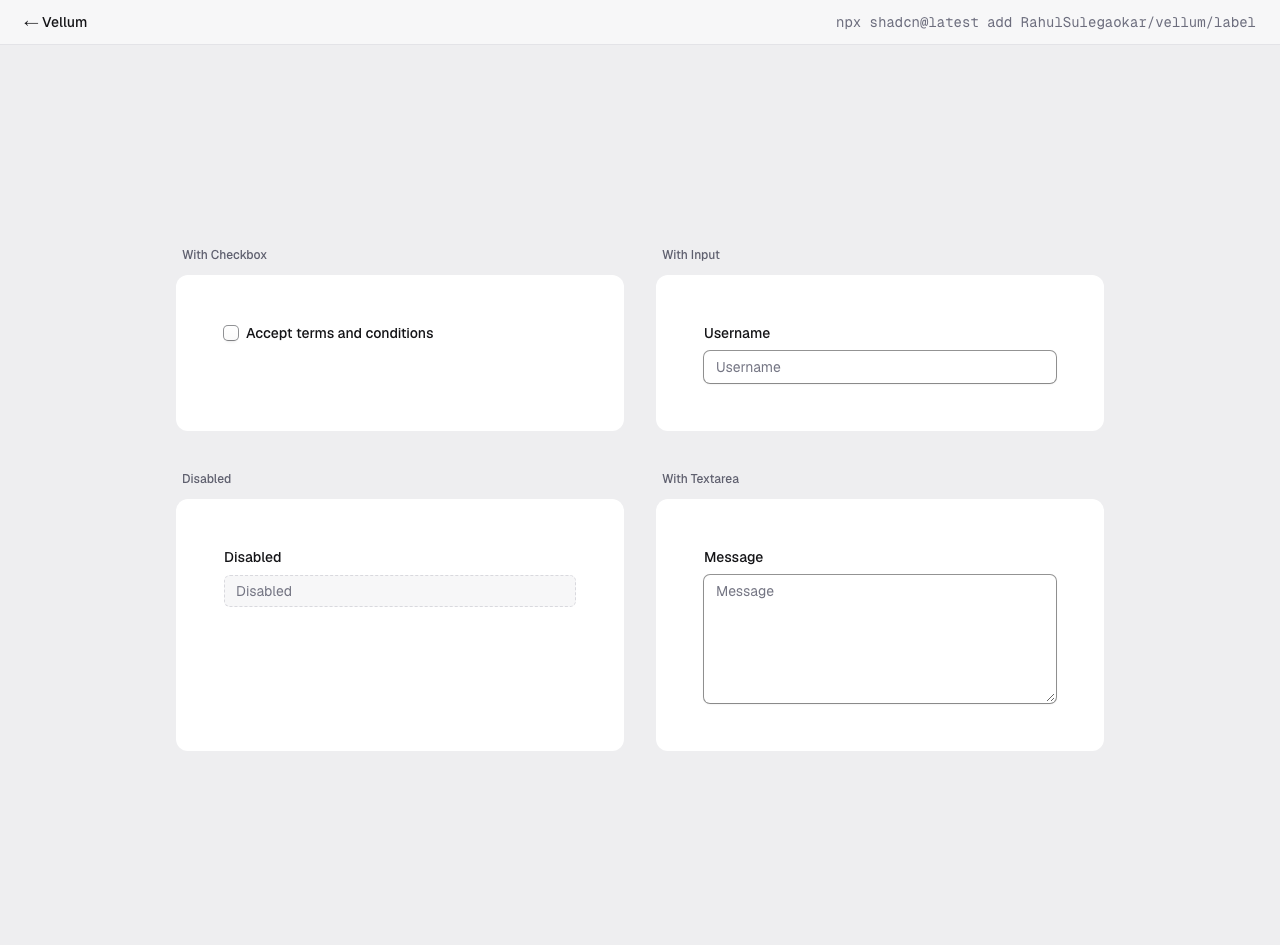 ← Vellum
npx shadcn@latest add RahulSulegaokar/vellum/label
With Checkbox
Accept terms and conditions
With Input
Username
Username
Disabled
Disabled
Disabled
With Textarea
Message
Message